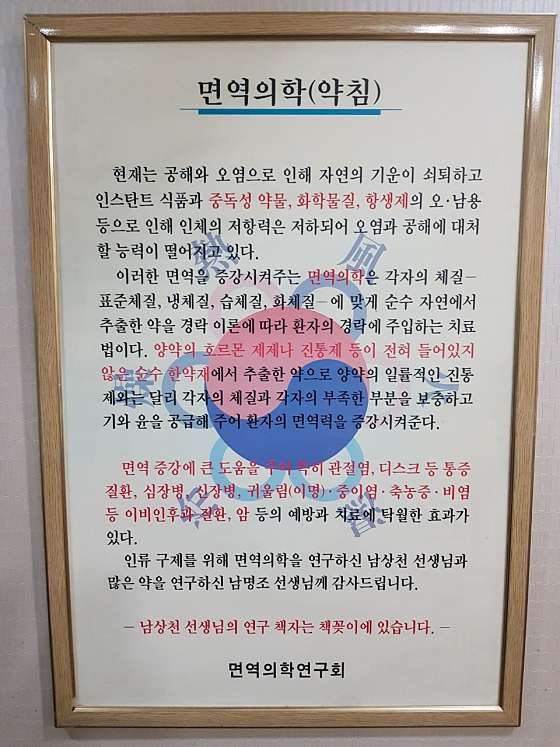 면역의학(약침)
현재는 공해와 오염으로 인해 자연의 기운이 쇠퇴하고
인스탄트 식품과 중독성 약물, 화학물질, 항생제의 오·남용
등으로 인해 인체의 저항력은 저하되어 오염과 공해에 대처
할 능력이 떨어지고 있다.
이러한 면역을 증강시켜주는 면역의학은 각자의 체질–
표준체질, 냉체질, 습체질, 화체질– 에 맞게 순수 자연에서
추출한 약을 경락 이론에 따라 환자의 경락에 주입하는 치료
법이다. 양약의 호르몬 제제나 진통제 등이 전혀 들어있지
않은 순수 한약재에서 추출한 약으로 양약의 일률적인 진통
제와는 달리 각자의 체질과 각자의 부족한 부분을 보충하고
기와 윤을 공급해 주어 환자의 면역력을 증강시켜준다.
면역 증강에 큰 도움을 주어 특히 관절염, 디스크 등 통증
질환, 심장병, 신장병, 귀울림(이명)·중이염·축농증·비염
등 이비인후과 질환, 암 등의 예방과 치료에 탁월한 효과가
있다.
인류 구제를 위해 면역의학을 연구하신 남상천 선생님과
많은 약을 연구하신 남명조 선생님께 감사드립니다.
– 남상천 선생님의 연구 책자는 책꽂이에 있습니다. –
면역의학연구회
熱
風